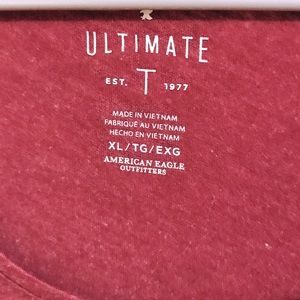 ULTIMATE
EST. T 1977
MADE IN VIETNAM
FABRIQUÉ AU VIETNAM
HECHO EN VIETNAM
XL/TG/EXG
AMERICAN EAGLE
OUTFITTERS